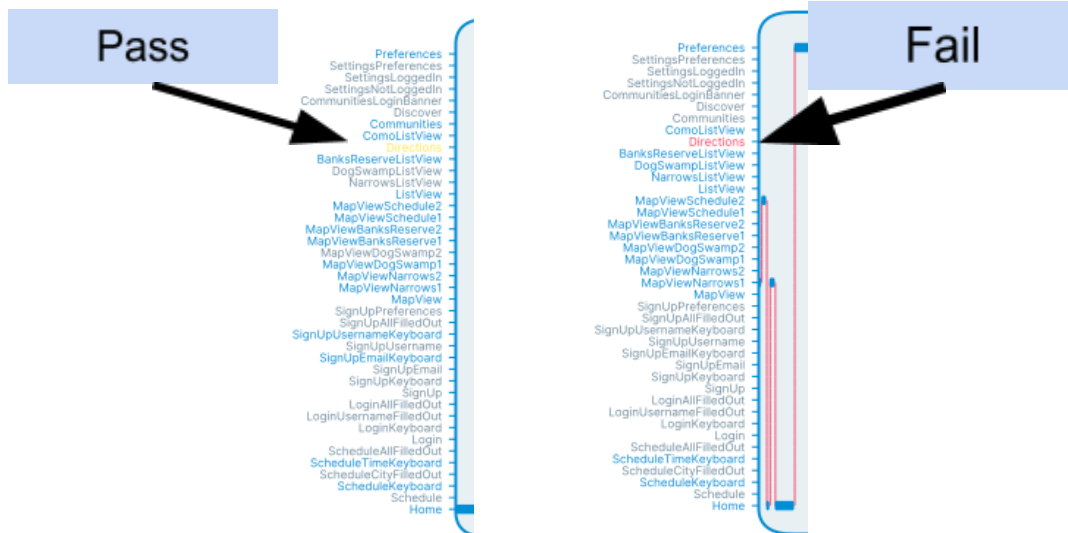 Pass
Preferences
SettingsPreferences
SettingsLoggedIn
SettingsNotLoggedIn
CommunitiesLoginBanner
Discover
Communities
ComoListView
Directions
BanksReserveListView
DogSwampListView
NarrowsListView
ListView
MapViewSchedule2
MapViewSchedule1
MapViewBanksReserve2
MapViewBanksReserve1
MapViewDogSwamp2
MapViewDogSwamp1
MapViewNarrows2
MapViewNarrows1
MapView
SignUpPreferences
SignUpAllFilledOut
SignUpUsernameKeyboard
SignUpUsername
SignUpEmailKeyboard
SignUpEmail
SignUpKeyboard
SignUp
LoginAllFilledOut
LoginUsernameFilledOut
LoginKeyboard
Login
ScheduleAllFilledOut
ScheduleTimeKeyboard
ScheduleCityFilledOut
ScheduleKeyboard
Schedule
Home
Fail
Preferences
SettingsPreferences
SettingsLoggedIn
SettingsNotLoggedIn
CommunitiesLoginBanner
Discover
Communities
ComoListView
Directions
BanksReserveListView
DogSwampListView
NarrowsListView
ListView
MapViewSchedule2
MapViewSchedule1
MapViewBanksReserve2
MapViewBanksReserve1
MapViewDogSwamp2
MapViewDogSwamp1
MapViewNarrows2
MapViewNarrows1
MapView
SignUpPreferences
SignUpAllFilledOut
SignUpUsernameKeyboard
SignUpUsername
SignUpEmailKeyboard
SignUpEmail
SignUpKeyboard
SignUp
LoginAllFilledOut
LoginUsernameFilledOut
LoginKeyboard
Login
ScheduleAllFilledOut
ScheduleTimeKeyboard
ScheduleCityFilledOut
ScheduleKeyboard
Schedule
Home